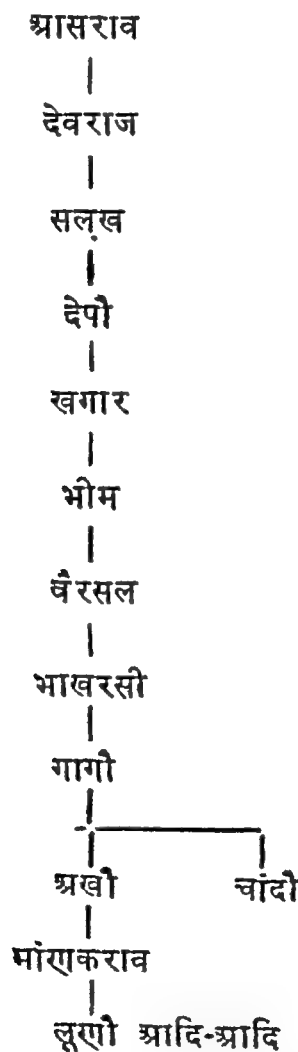 आसराव
देवराज
सलख
देपौ
खगार
भीम
वैरसल
भाखरसी
गागौ
अखौ चांदौ
मांणकराव
लूणौ आदि-आदि